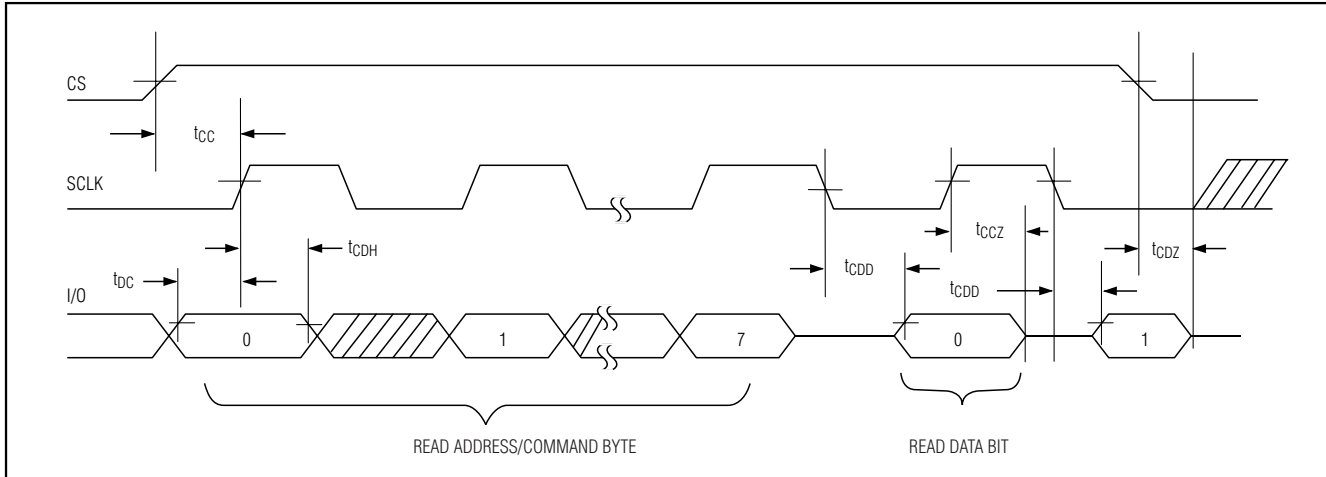 CS
tCC
SCLK
tCDH
tCCZ
tCDZ
tCDD
tDC
tCDD
I/O
0
1
7
0
1
READ ADDRESS/COMMAND BYTE
READ DATA BIT